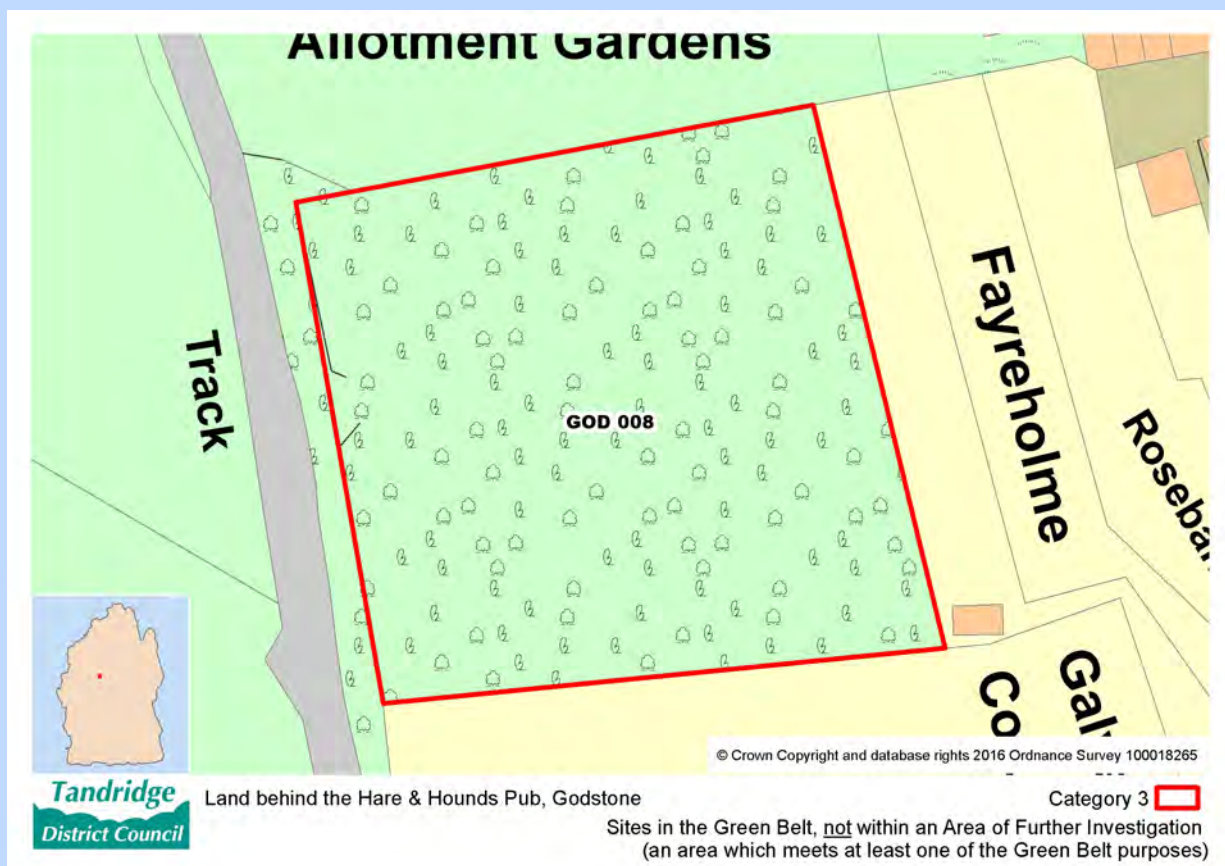 Allotment Gardens
Track
GOD 008
Fayreholme
© Crown Copyright and database rights 2016 Ordnance Survey 100018265
Tandridge
District Council
Land behind the Hare & Hounds Pub, Godstone
Category 3
Sites in the Green Belt, not within an Area of Further Investigation
(an area which meets at least one of the Green Belt purposes)